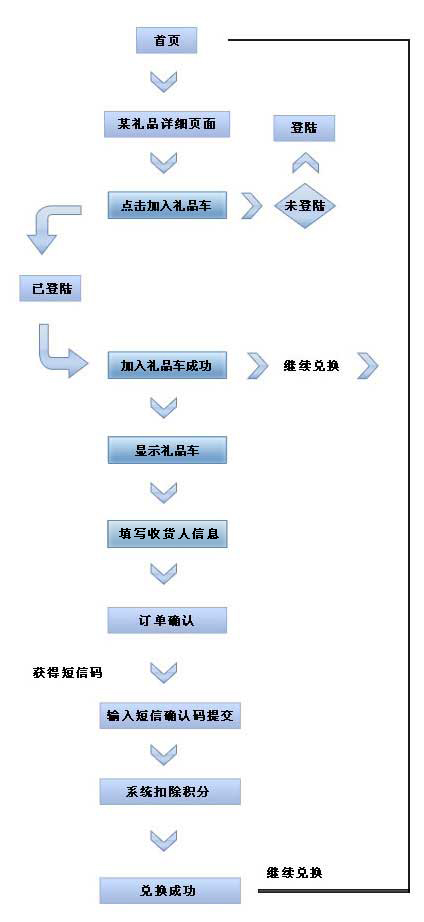 首页
某礼品详细页面
登陆
点击加入礼品车
未登陆
已登陆
加入礼品车成功
继续兑换
显示礼品车
填写收货人信息
订单确认
获得短信码
输入短信确认码提交
系统扣除积分
继续兑换
兑换成功